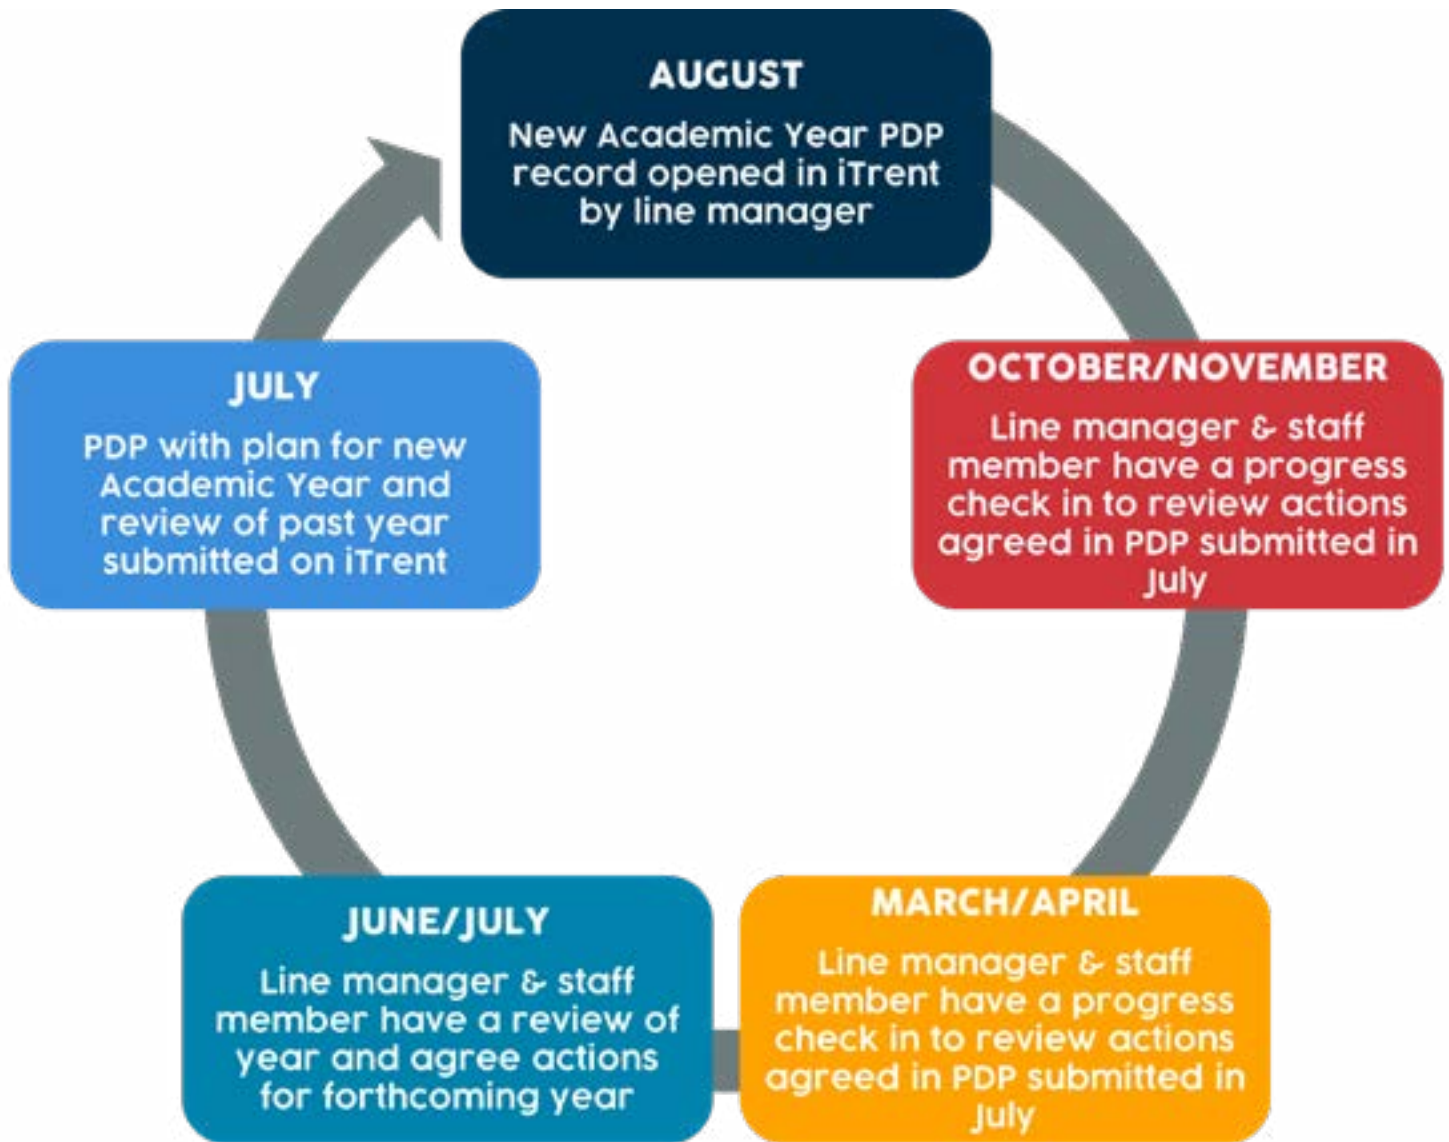 AUGUST
New Academic Year PDP
record opened in iTrent
by line manager
OCTOBER/NOVEMBER
Line manager & staff
member have a progress
check in to review actions
agreed in PDP submitted in
July
MARCH/APRIL
Line manager & staff
member have a progress
check in to review actions
agreed in PDP submitted in
July
JUNE/JULY
Line manager & staff
member have a review of
year and agree actions
for forthcoming year
JULY
PDP with plan for new
Academic Year and
review of past year
submitted on iTrent